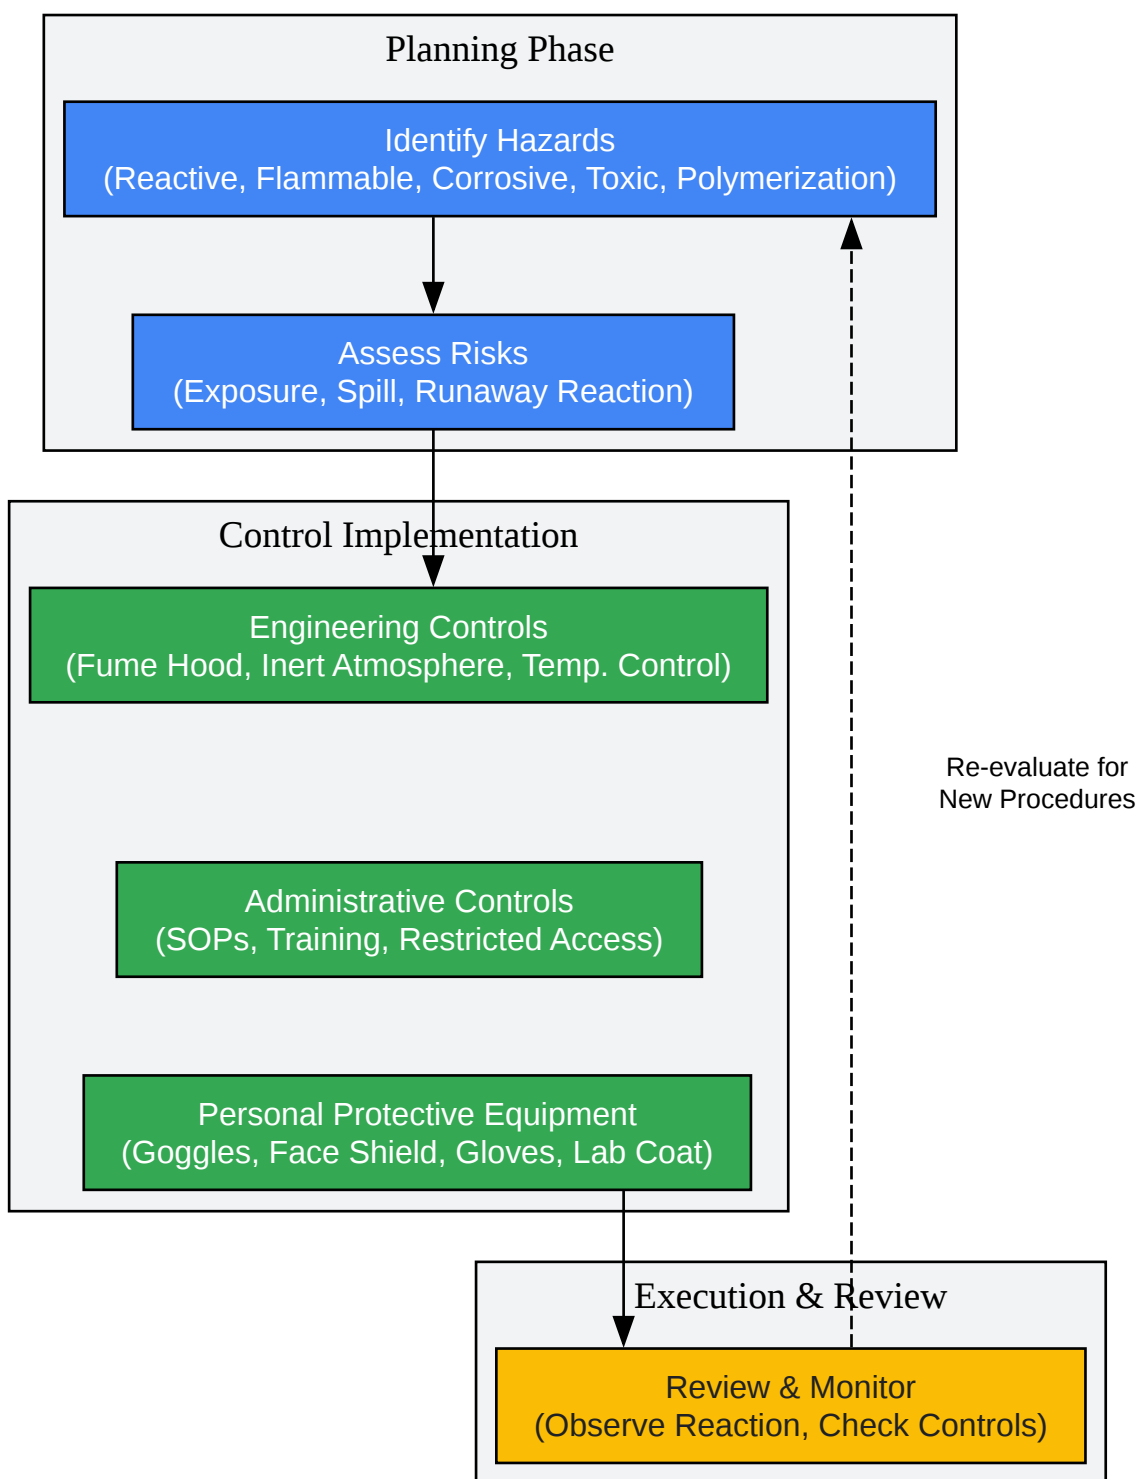 Planning Phase
Identify Hazards
(Reactive, Flammable, Corrosive, Toxic, Polymerization)
Assess Risks
(Exposure, Spill, Runaway Reaction)
Control Implementation
Engineering Controls
(Fume Hood, Inert Atmosphere, Temp. Control)
Re-evaluate for
New Procedures
Administrative Controls
(SOPs, Training, Restricted Access)
Personal Protective Equipment
(Goggles, Face Shield, Gloves, Lab Coat)
Execution & Review
Review & Monitor
(Observe Reaction, Check Controls)